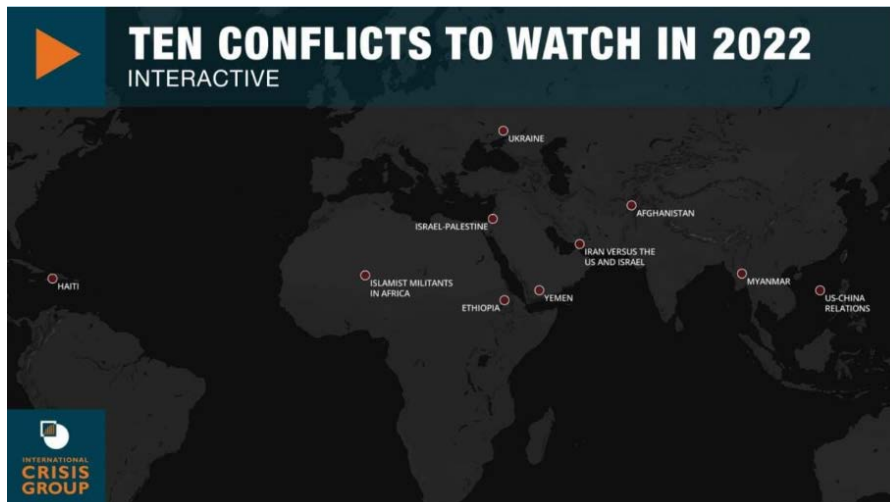 TEN CONFLICTS TO WATCH IN 2022
INTERACTIVE
UKRAINE
AFGHANISTAN
ISRAEL-PALESTINE
IRAN VERSUS THE
US AND ISRAEL
HAITI
ISLAMIST MILITANTS
IN AFRICA
ETHIOPIA
YEMEN
MYANMAR
US-CHINA
RELATIONS
INTERNATIONAL
CRISIS
GROUP